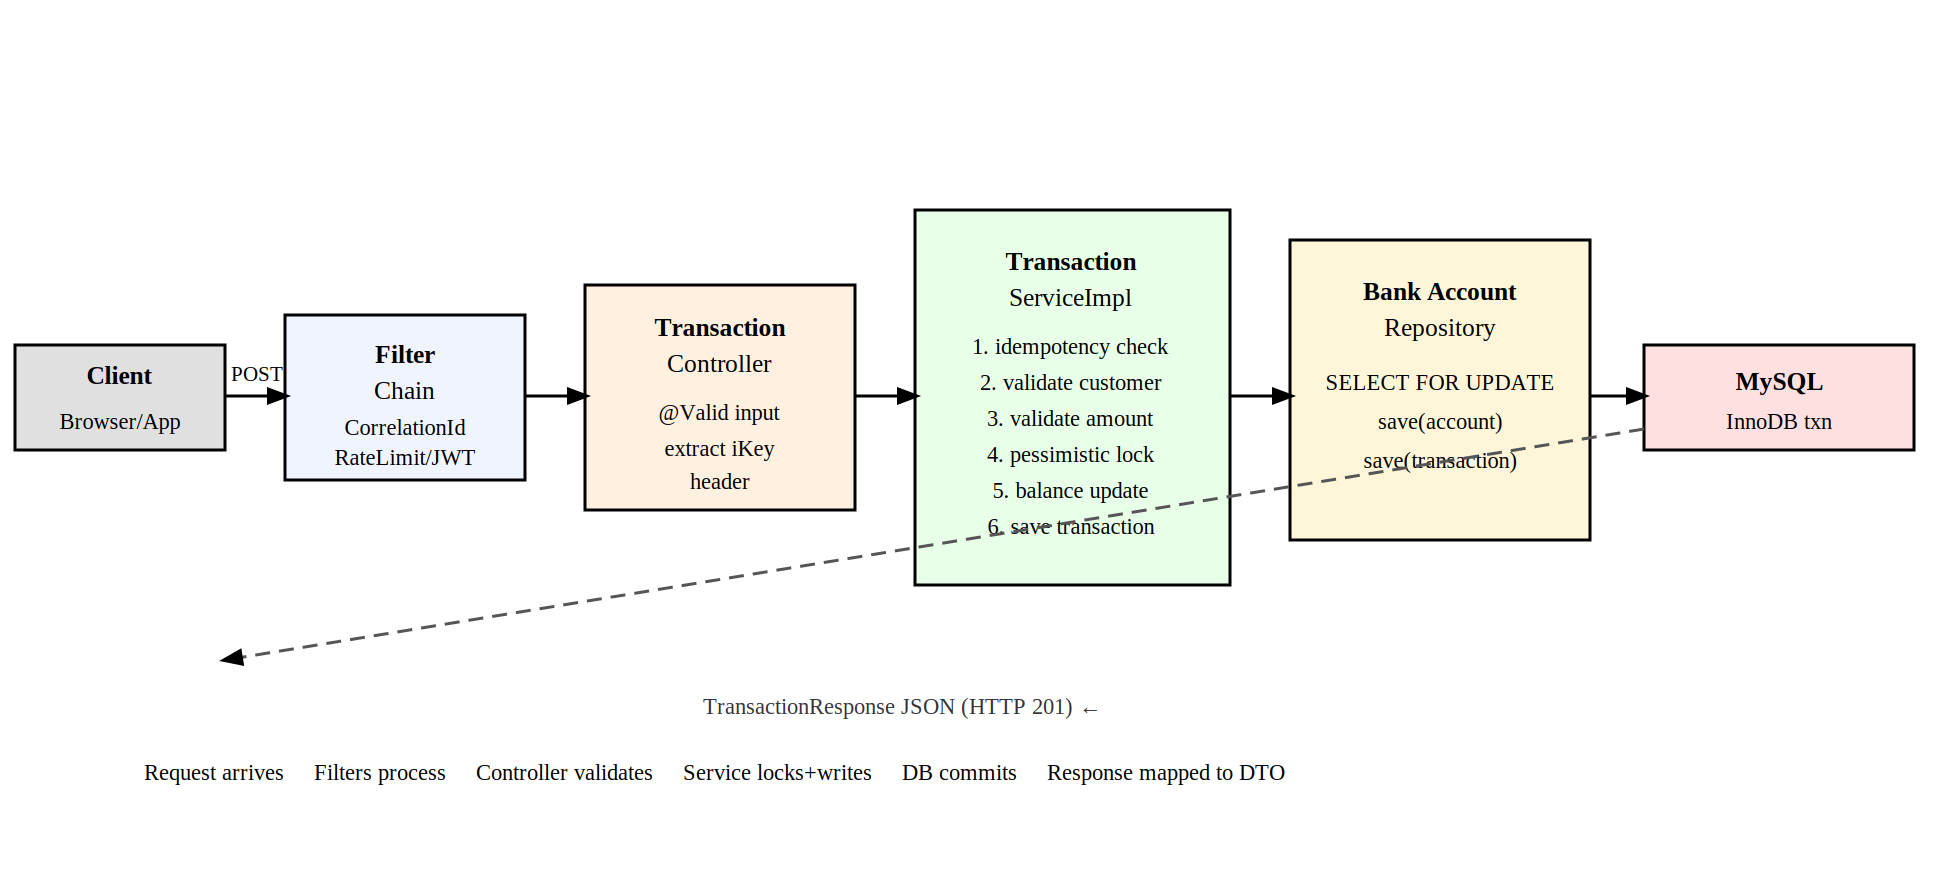 Client
Browser/App
POST
Filter
Chain
CorrelationId
RateLimit/JWT
Transaction
Controller
@Valid input
extract iKey
header
Transaction
ServiceImpl
1. idempotency check
2. validate customer
3. validate amount
4. pessimistic lock
5. balance update
6. save transaction
Bank Account
Repository
SELECT FOR UPDATE
save(account)
save(transaction)
MySQL
InnoDB txn
TransactionResponse JSON (HTTP 201) ←
Request arrives Filters process Controller validates Service locks+writes DB commits Response mapped to DTO